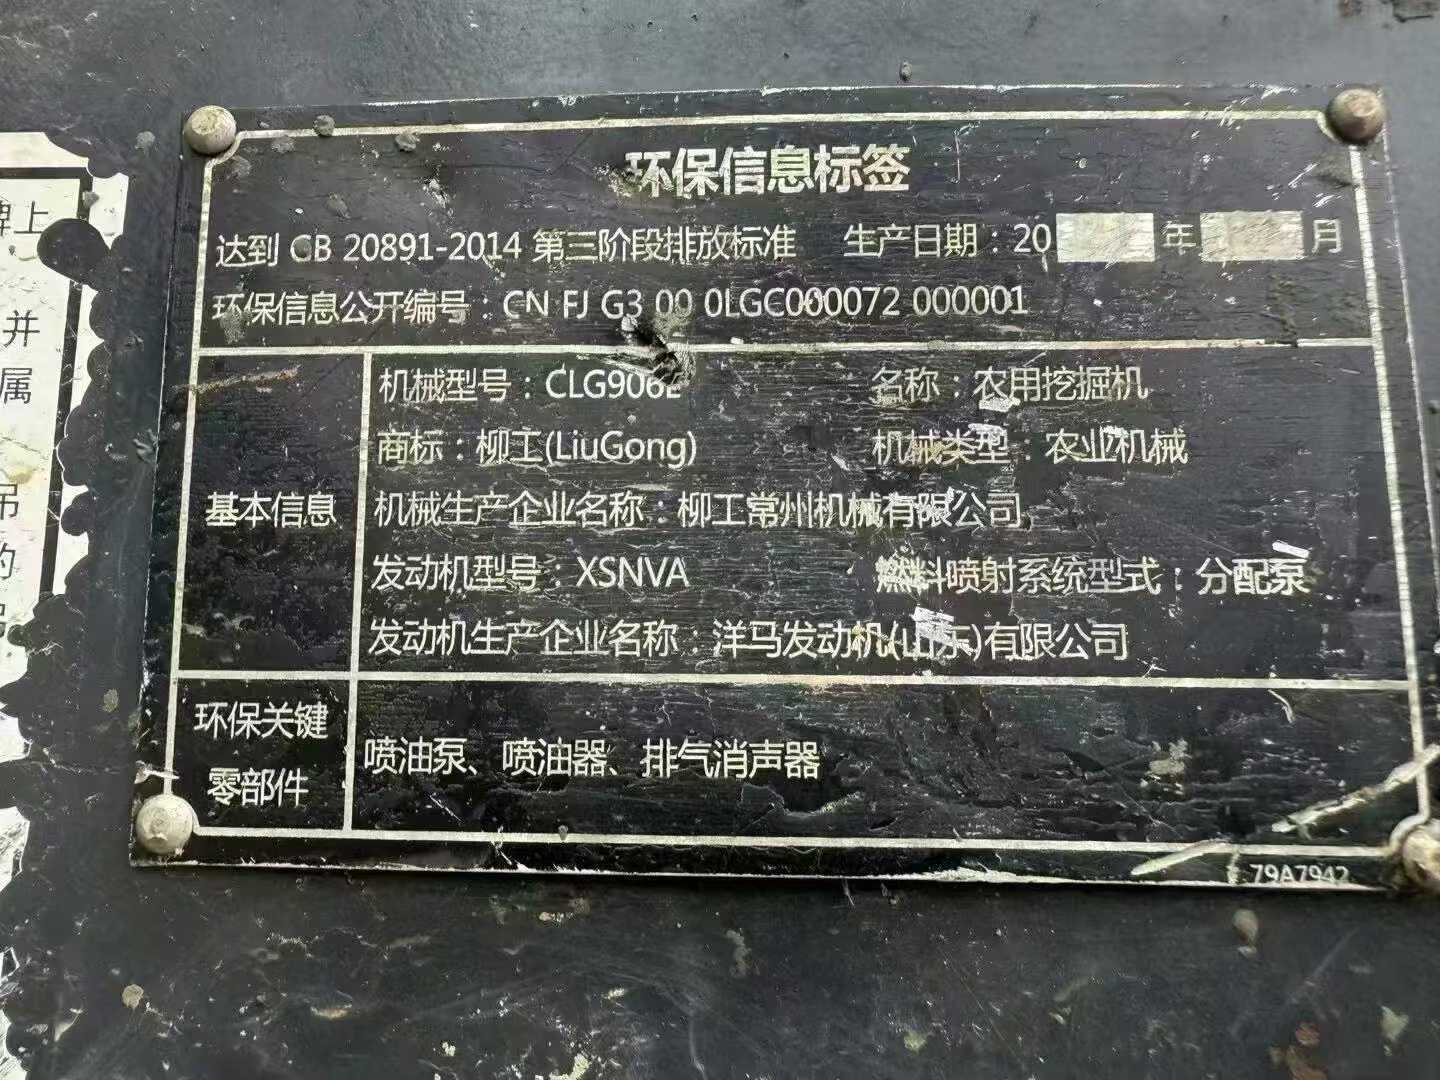 环保信息标签
达到 GB 20891-2014 第三阶段排放标准 生产日期：20 年 月
环保信息公开编号：CN FJ G3 00 0LGC000072 000001
基本信息
机械型号：CLG906E 名称：农用挖掘机
商标：柳工(LiuGong) 机械类型：农业机械
机械生产企业名称：柳工常州机械有限公司
发动机型号：XSNVA 燃料喷射系统型式：分配泵
发动机生产企业名称：洋马发动机(山东)有限公司
环保关键
零部件
喷油泵、喷油器、排气消声器
79A7942
牌上
并
属
吊
的